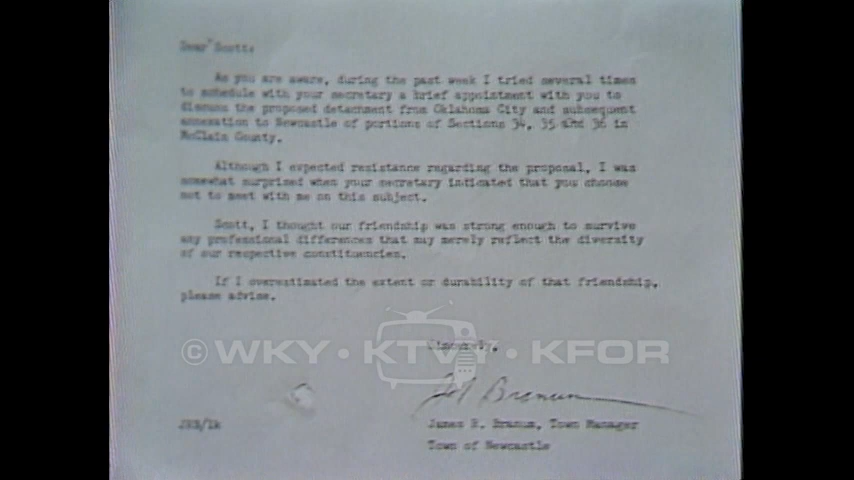 Dear Scott:
As you are aware, during the past week I tried several times
to schedule with your secretary a brief appointment with you to
discuss the proposed detachment from Oklahoma City and subsequent
annexation to Newcastle of portions of Sections 34, 35 and 36 in
McClain County.
Although I expected resistance regarding the proposal, I was
somewhat surprised when your secretary indicated that you choose
not to meet with me on this subject.
Scott, I thought our friendship was strong enough to survive
any professional differences that may merely reflect the diversity
of our respective constituencies.
If I overestimated the extent or durability of that friendship,
please advise.
Sincerely,
© WKY • KTVY • KFOR
Branum
James R. Branum, Town Manager
JRB/lk
Town of Newcastle